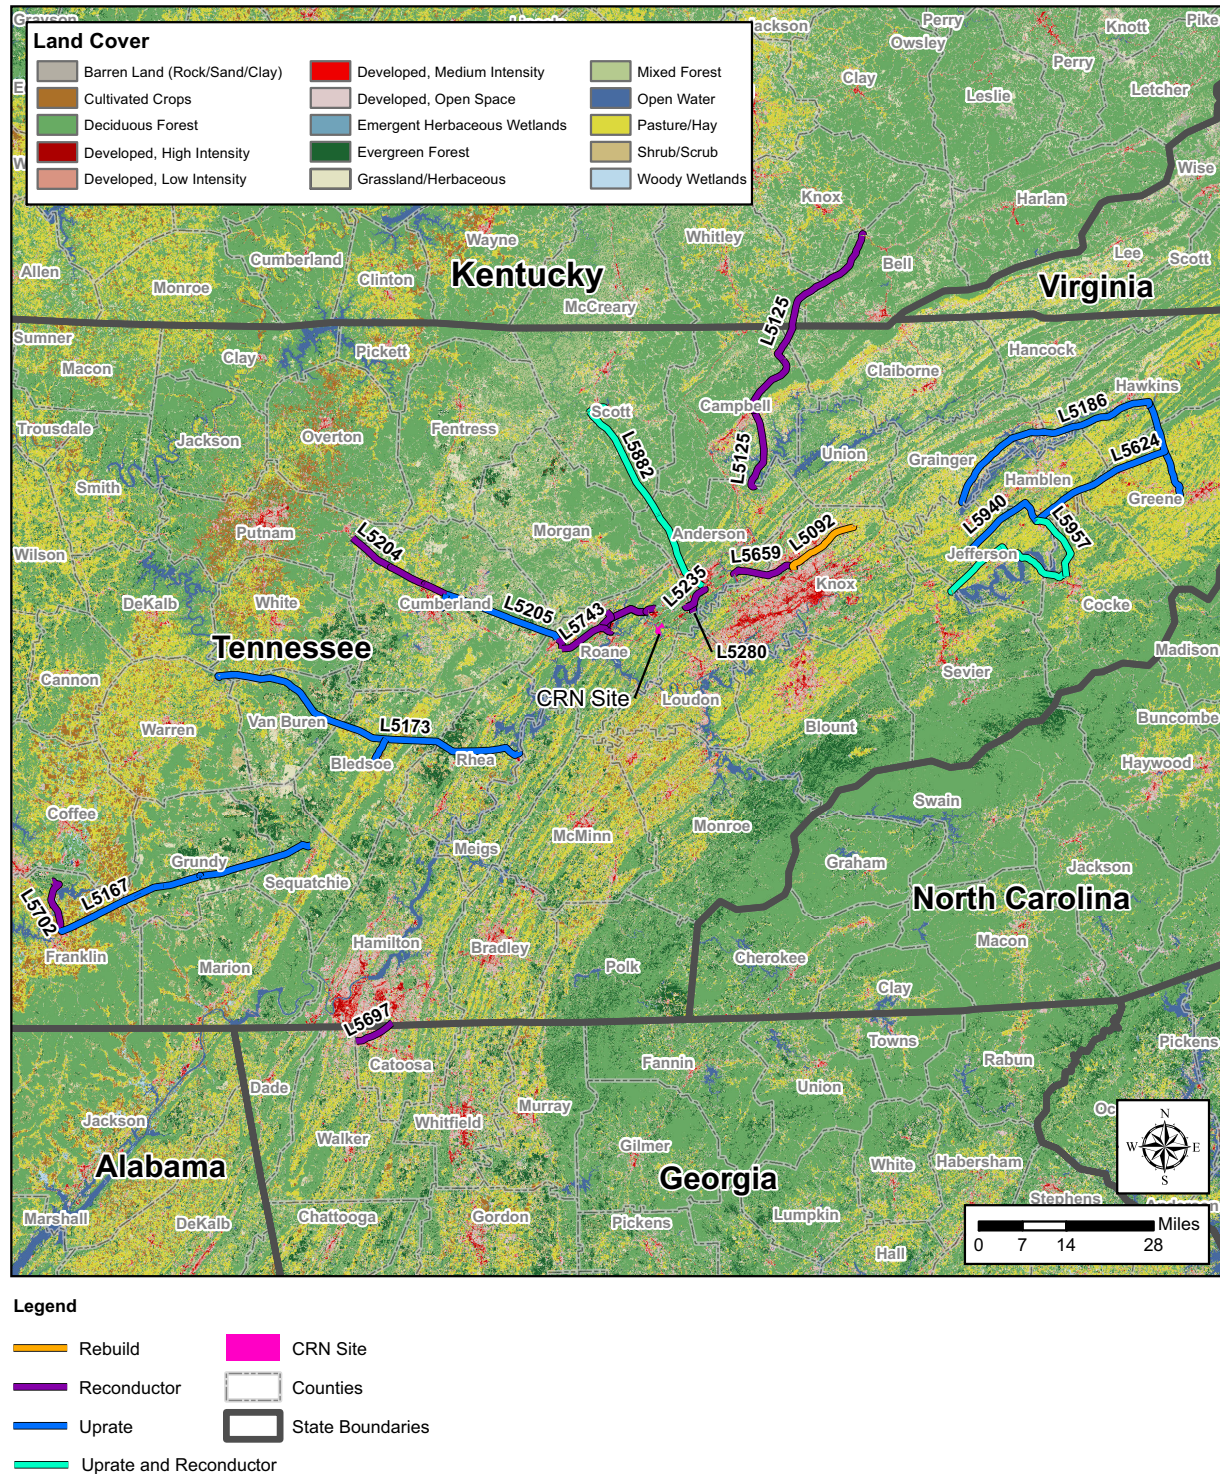 Grayson
Jackson
Perry
Knott
Pike
Owsley
Perry
Clay
Leslie
Letcher
Land Cover
Barren Land (Rock/Sand/Clay)
Developed, Medium Intensity
Mixed Forest
Cultivated Crops
Developed, Open Space
Open Water
Deciduous Forest
Emergent Herbaceous Wetlands
Pasture/Hay
Developed, High Intensity
Evergreen Forest
Shrub/Scrub
Developed, Low Intensity
Grassland/Herbaceous
Woody Wetlands
Wise
Knox
Harlan
Wayne
Whitley
Cumberland
Lee
Scott
Allen
Clinton
Kentucky
Bell
Monroe
McCreary
Virginia
L5125
Sumner
Clay
Pickett
Hancock
Macon
Claiborne
Hawkins
Scott
Campbell
L5186
Trousdale
Jackson
Overton
Fentress
L5882
L5125
Union
Grainger
L5624
Smith
Hamblen
Greene
Putnam
L5204
Morgan
Anderson
L5092
L5940
L5957
Wilson
L5659
Jefferson
DeKalb
White
Cumberland
L5205
L5743
L5235
Knox
Cocke
Tennessee
Roane
L5280
Madison
Cannon
CRN Site
Loudon
Sevier
Warren
Van Buren
L5173
Blount
Buncombe
Bledsoe
Rhea
Haywood
Coffee
McMinn
Monroe
Swain
Grundy
Meigs
Graham
Jackson
L5702
L5167
Sequatchie
North Carolina
Franklin
Hamilton
Bradley
Macon
Marion
Polk
Cherokee
Clay
L5697
Catoosa
Fannin
Towns
Rabun
Pickens
Dade
Union
Jackson
Murray
Oc
Walker
Whitfield
Gilmer
N
W E
S
Alabama
Georgia
White
Habersham
Stephens
Marshall
DeKalb
Chattooga
Gordon
Pickens
Lumpkin
Hall
Miles
0 7 14 28
Legend
Rebuild
CRN Site
Reconductor
Counties
Uprate
State Boundaries
Uprate and Reconductor